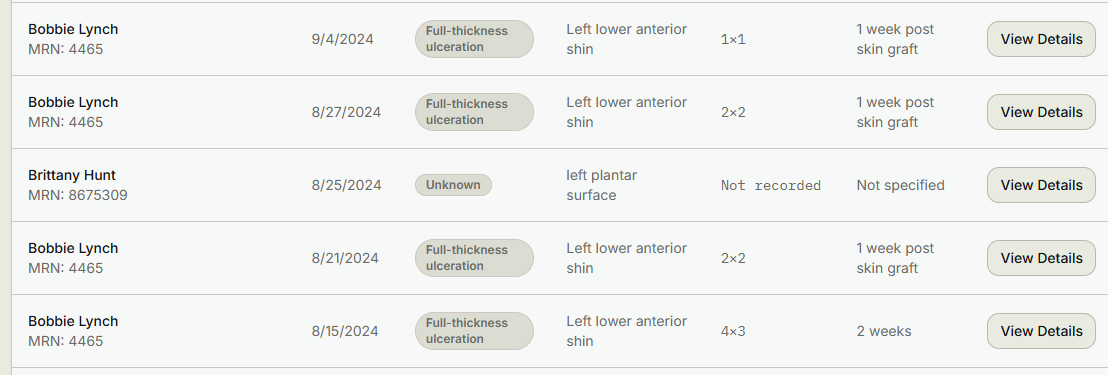 Bobbie Lynch
MRN: 4465
9/4/2024
Full-thickness
ulceration
Left lower anterior
shin
1×1
1 week post
skin graft
View Details
Bobbie Lynch
MRN: 4465
8/27/2024
Full-thickness
ulceration
Left lower anterior
shin
2×2
1 week post
skin graft
View Details
Brittany Hunt
MRN: 8675309
8/25/2024
Unknown
left plantar
surface
Not recorded
Not specified
View Details
Bobbie Lynch
MRN: 4465
8/21/2024
Full-thickness
ulceration
Left lower anterior
shin
2×2
1 week post
skin graft
View Details
Bobbie Lynch
MRN: 4465
8/15/2024
Full-thickness
ulceration
Left lower anterior
shin
4×3
2 weeks
View Details